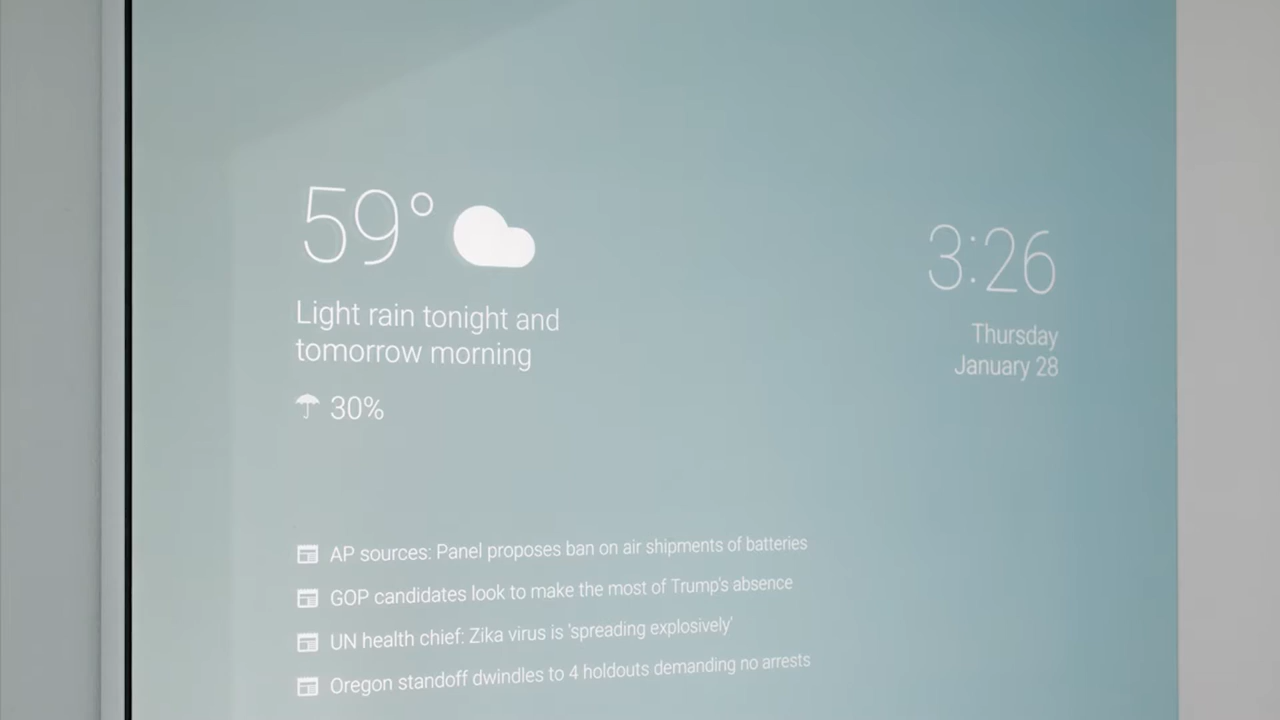 59°
Light rain tonight and
tomorrow morning
30%
3:26
Thursday
January 28
AP sources: Panel proposes ban on air shipments of batteries
GOP candidates look to make the most of Trump's absence
UN health chief: Zika virus is 'spreading explosively'
Oregon standoff dwindles to 4 holdouts demanding no arrests